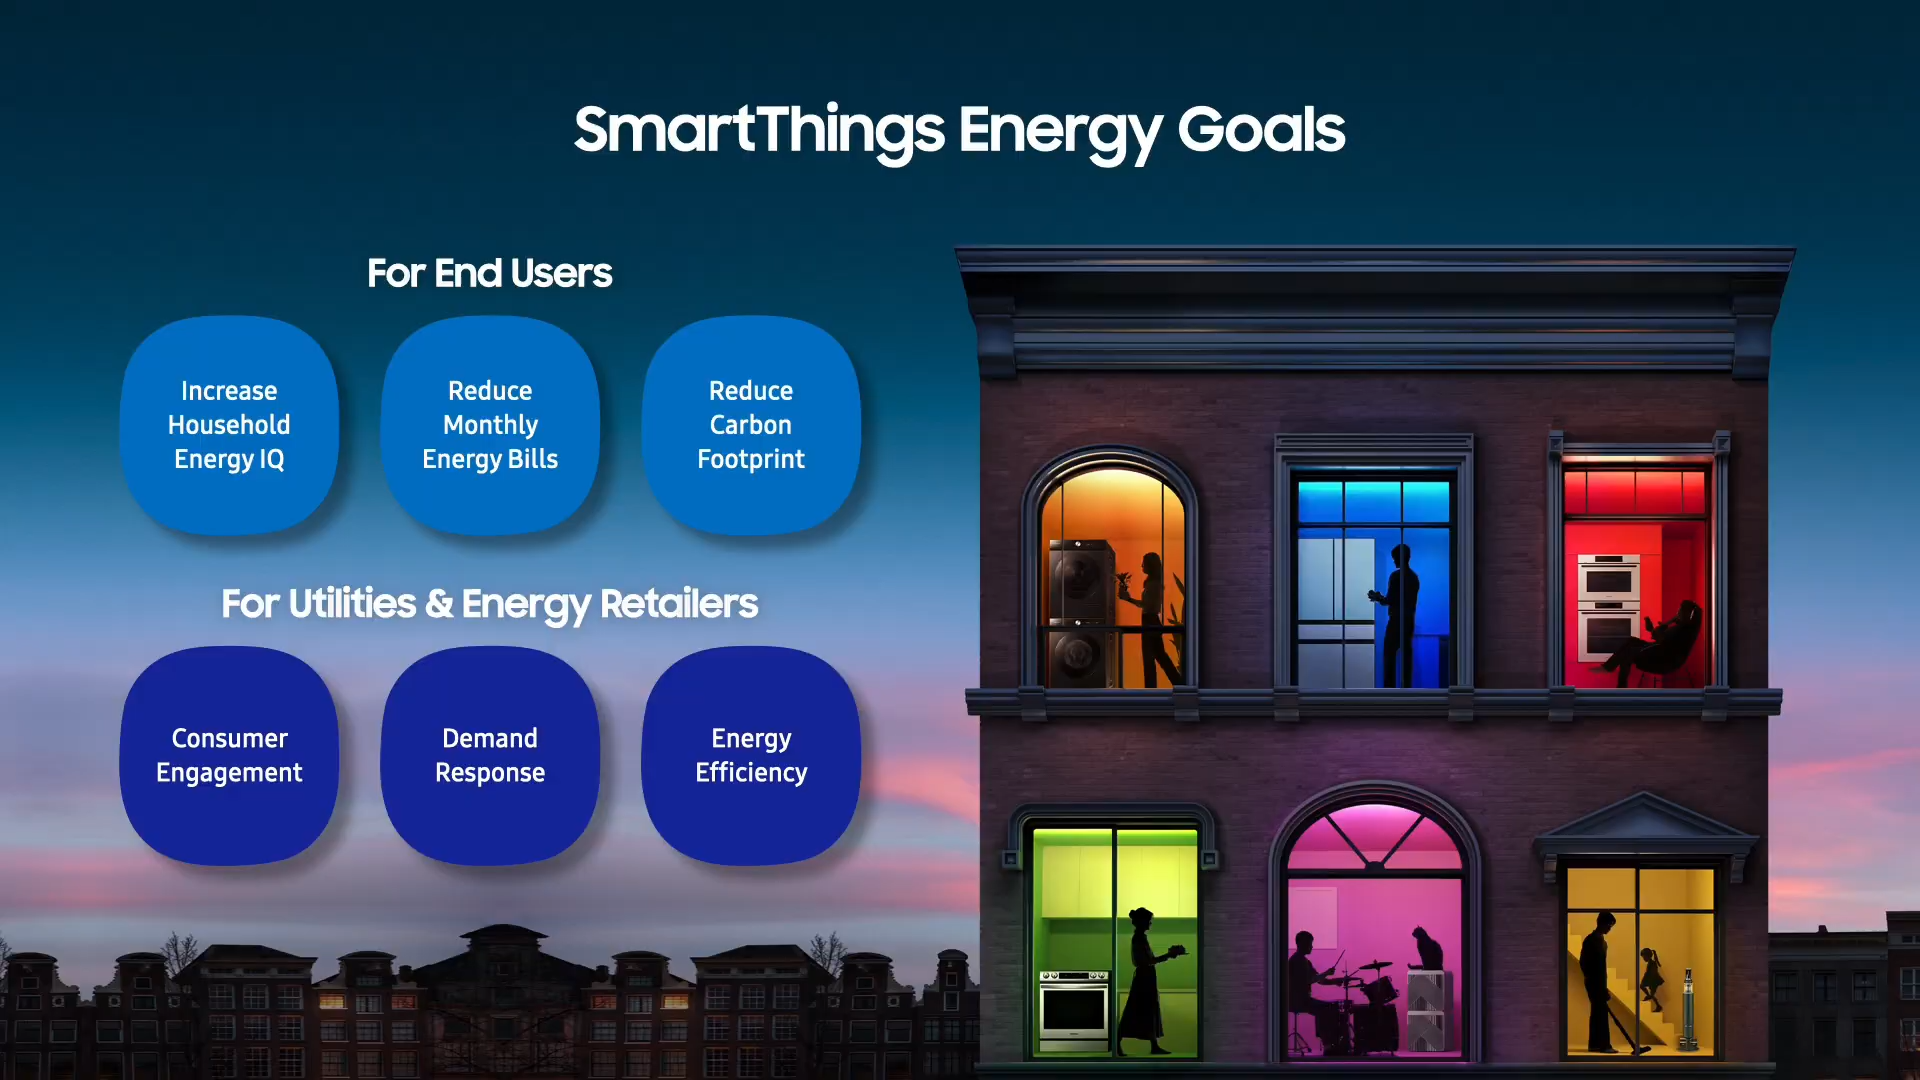 SmartThings Energy Goals
For End Users
Increase
Household
Energy IQ
Reduce
Monthly
Energy Bills
Reduce
Carbon
Footprint
For Utilities & Energy Retailers
Consumer
Engagement
Demand
Response
Energy
Efficiency